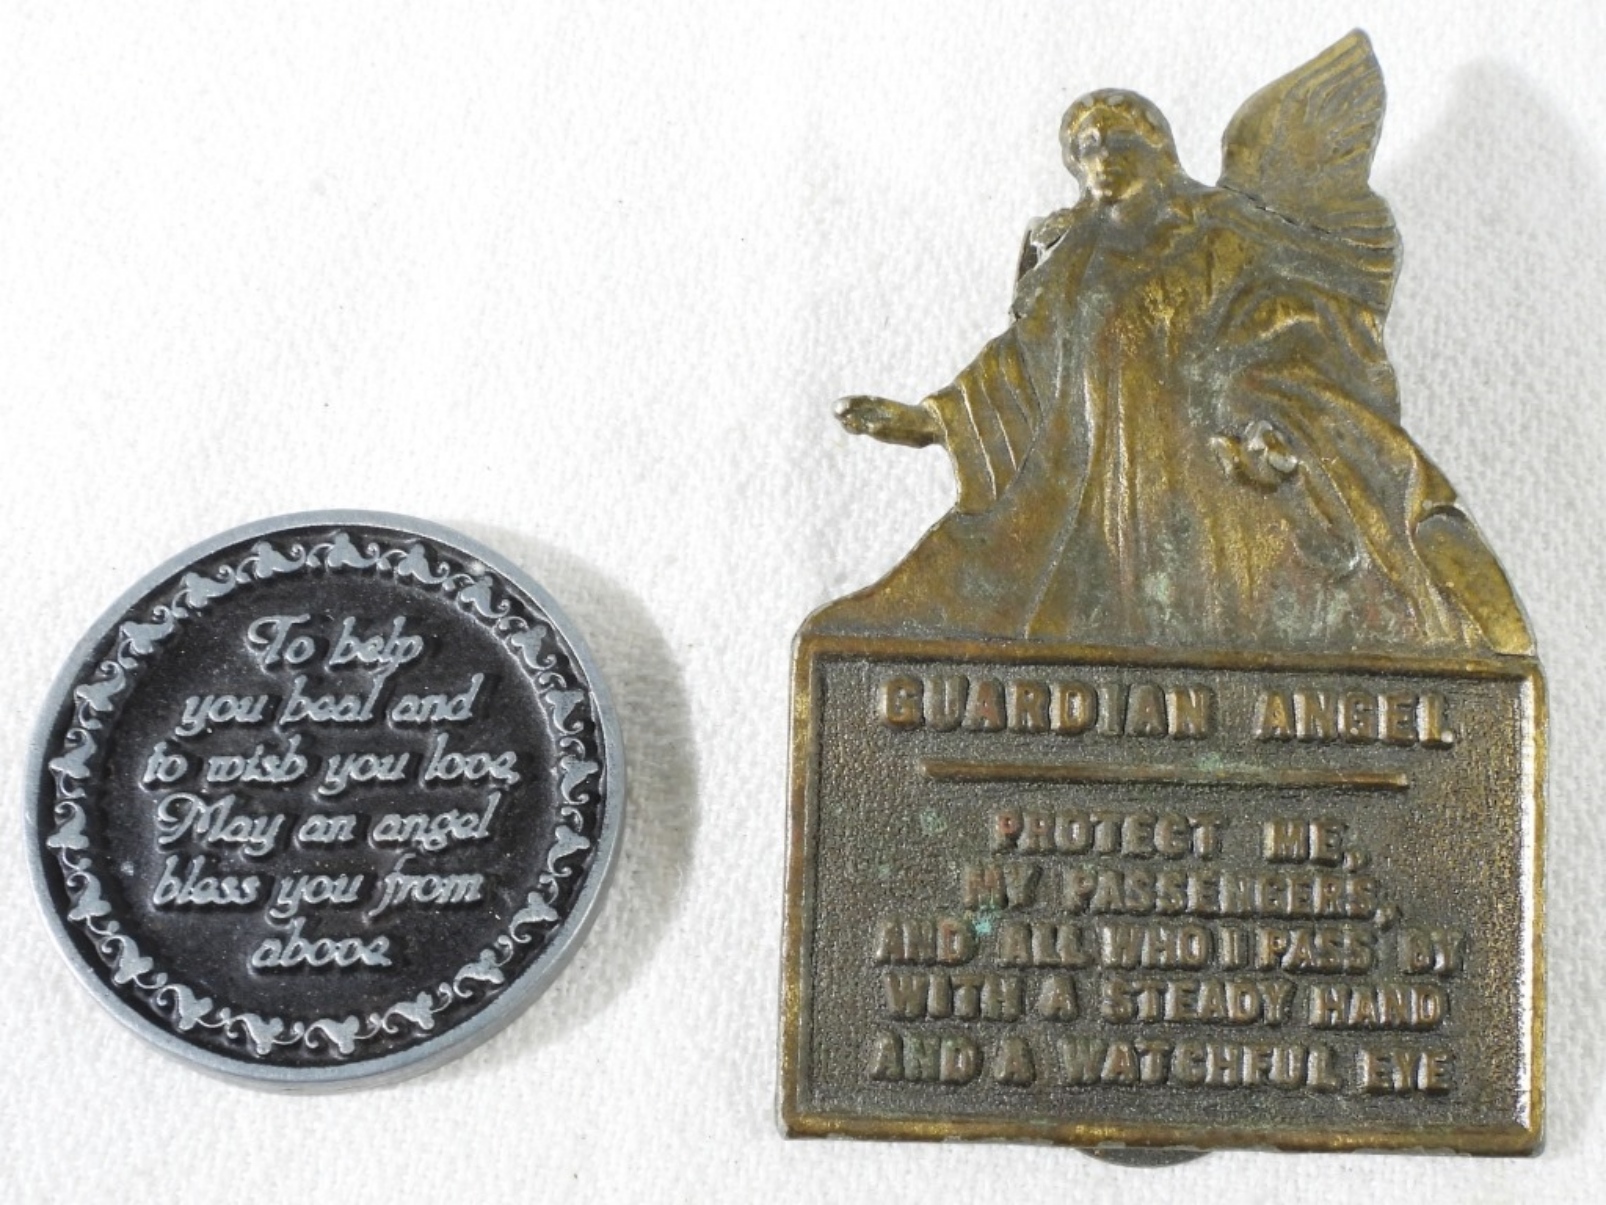 To help
you heal and
to wish you love,
May an angel
bless you from
above.
GUARDIAN ANGEL
PROTECT ME,
MY PASSENGERS,
AND ALL WHO I PASS BY
WITH A STEADY HAND
AND A WATCHFUL EYE